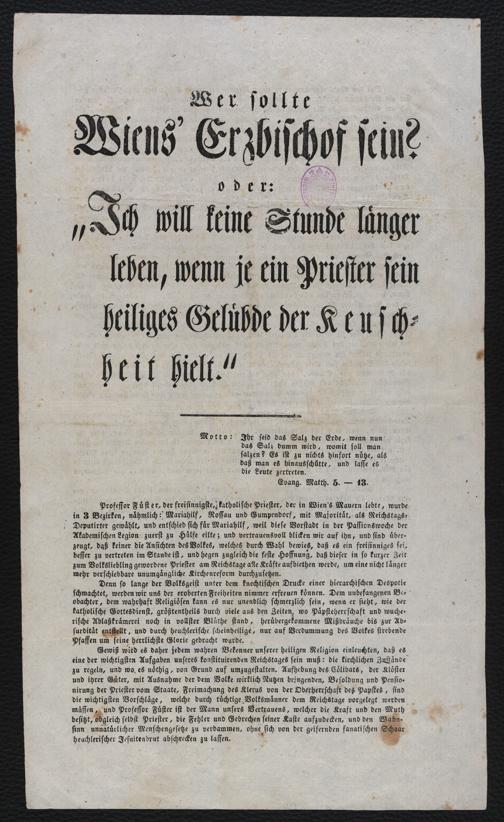 Wer sollte
Wiens' Erzbischof sein?
oder:
„Ich will keine Stunde länger
leben, wenn je ein Priester sein
heiliges Gelübde der Keusch-
heit hielt."
Motto: Ihr seid das Salz der Erde, wenn nun
das Salz dumm wird, womit soll man
salzen? Es ist zu nichts hinfort nütze, als
daß man es hinausschütte, und lasse es
die Leute zertreten.
Evang. Matth. 5. — 13.
Professor Füster, der freisinnigste, katholische Priester, der in Wien's Mauern lebte, wurde
in 3 Bezirken, nähmlich: Mariahilf, Rossau und Gumpendorf, mit Majorität, als Reichstags-
Deputirter gewählt, und entschied sich für Mariahilf, weil diese Vorstadt in der Passionswoche der
Akademischen Legion zuerst zu Hülfe eilte; und vertrauensvoll blicken wir auf ihn, und sind über-
zeugt, daß keiner die Ansichten des Volkes, welches durch Wahl bewies, daß es ein freisinniges sei,
besser zu vertreten im Stande ist, und hegen zugleich die feste Hoffnung, daß dieser in so kurzer Zeit
zum Volksliebling gewordene Priester am Reichstage alle Kräfte aufbiethen werde, um eine nicht länger
mehr verschiebbare unumgängliche Kirchenreform durchzusetzen.
Denn so lange der Volksgeist unter dem knechtischen Drucke einer hierarchischen Despotie
schmachtet, werden wir uns der eroberten Freiheiten nimmer erfreuen können. Dem unbefangenen Be-
obachter, dem wahrhaft Religiösen kann es nur unendlich schmerzlich sein, wenn er sieht, wie der
katholische Gottesdienst, größtentheils durch viele aus den Zeiten, wo Päpsteherrschaft und wuche-
rische Ablaßkrämerei noch in vollster Blüthe stand, herübergekommene Mißbräuche bis zur Ab-
surdität entstellt, und durch heuchlerische scheinheilige, nur auf Verdummung des Volkes strebende
Pfaffen um seine herrlichste Glorie gebracht wurde.
Gewiß wird es daher jedem wahren Bekenner unserer heiligen Religion einleuchten, daß es
eine der wichtigsten Aufgaben unseres konstituirenden Reichstages sein muß: die kirchlichen Zustände
zu regeln, und wo es nöthig, von Grund auf umzugestalten. Aufhebung des Cälibats, der Klöster
und ihrer Güter, mit Ausnahme der dem Volke wirklich Nutzen bringenden, Besoldung und Pensio-
nirung der Priester vom Staate, Freimachung des Klerus von der Oberherrschaft des Papstes, sind
die wichtigsten Vorschläge, welche durch tüchtige Volksmänner dem Reichstage vorgelegt werden
müssen, und Professor Füster ist der Mann unsers Vertrauens, welcher die Kraft und den Muth
besitzt, obgleich selbst Priester, die Fehler und Gebrechen seiner Kaste aufzudecken, und den Wahn-
sinn unnatürlicher Menschengesetze zu verdammen, ohne sich von der geifernden fanatischen Schaar
heuchlerischer Jesuitenbrut abschrecken zu lassen.